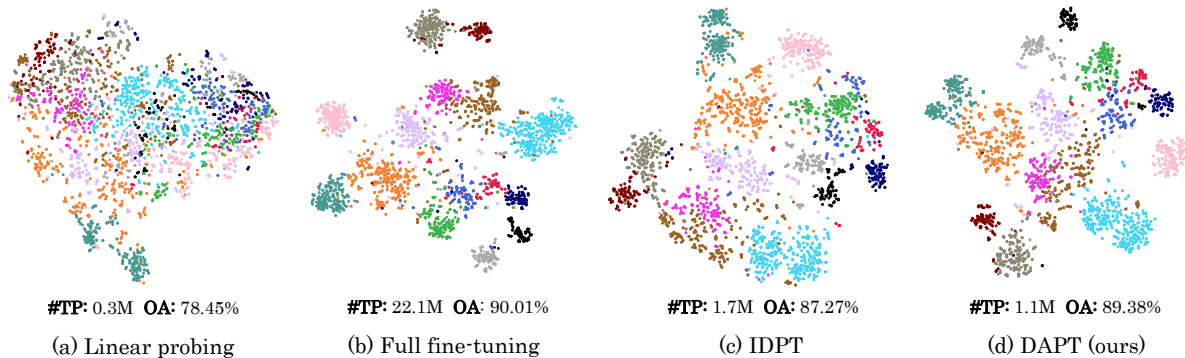 #TP: 0.3M OA: 78.45%
#TP: 22.1M OA: 90.01%
#TP: 1.7M OA: 87.27%
#TP: 1.1M OA: 89.38%
(a) Linear probing
(b) Full fine-tuning
(c) IDPT
(d) DAPT (ours)